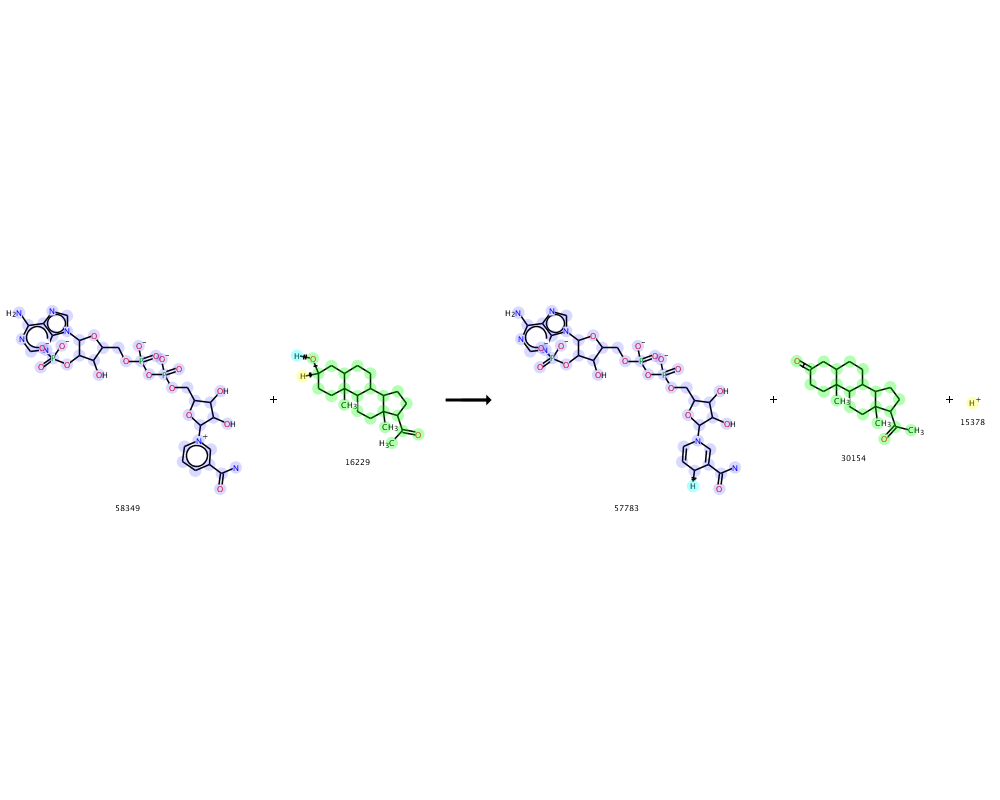 H₂N
N
N
N
N
O
O⁻
O⁻
P
O
O
OH
O
O⁻
P
O
O
O⁻
P
O
O
OH
O
OH
N⁺
N
O
58349
+
H
O
H
CH₃
CH₃
H₃C
O
16229
H₂N
N
N
N
N
O
O⁻
O⁻
P
O
O
OH
O
O⁻
P
O
O
O⁻
P
O
O
OH
O
OH
N
N
O
H
57783
+
O
CH₃
CH₃
CH₃
O
30154
+
H⁺
15378